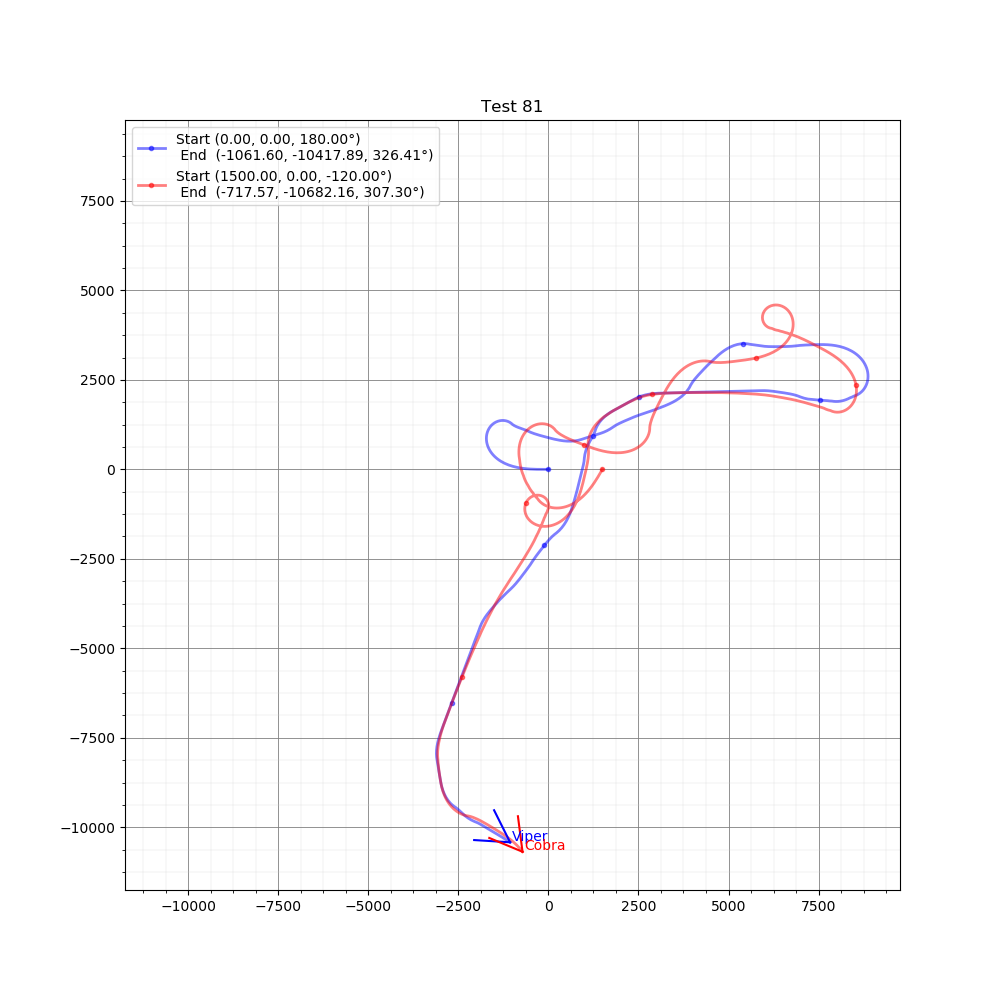 Test 81
Start (0.00, 0.00, 180.00°)
End (-1061.60, -10417.89, 326.41°)
Start (1500.00, 0.00, -120.00°)
End (-717.57, -10682.16, 307.30°)
7500
5000
2500
0
−2500
−5000
−7500
−10000
Viper
Cobra
−10000 −7500 −5000 −2500 0 2500 5000 7500